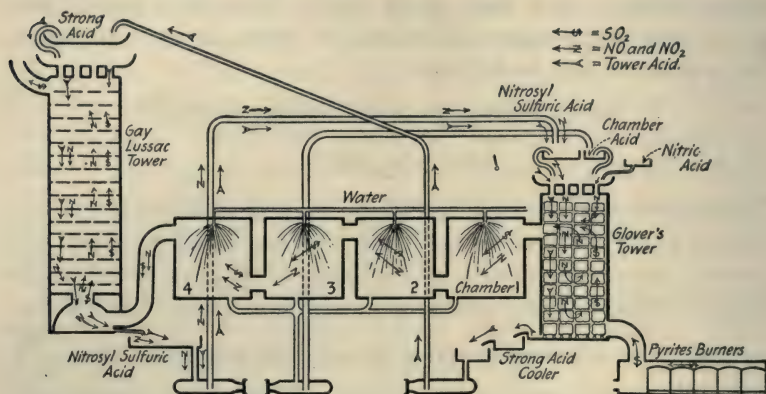 Strong
Acid
S = SO2
N = NO and NO2
= Tower Acid.
Nitrosyl
Sulfuric Acid
Chamber
Acid
Nitric
Acid
Gay
Lussac
Tower
Water
Glover's
Tower
4
3
2
Chamber 1
Nitrosyl Sulfuric
Acid
Strong Acid
Cooler
Pyrites Burners